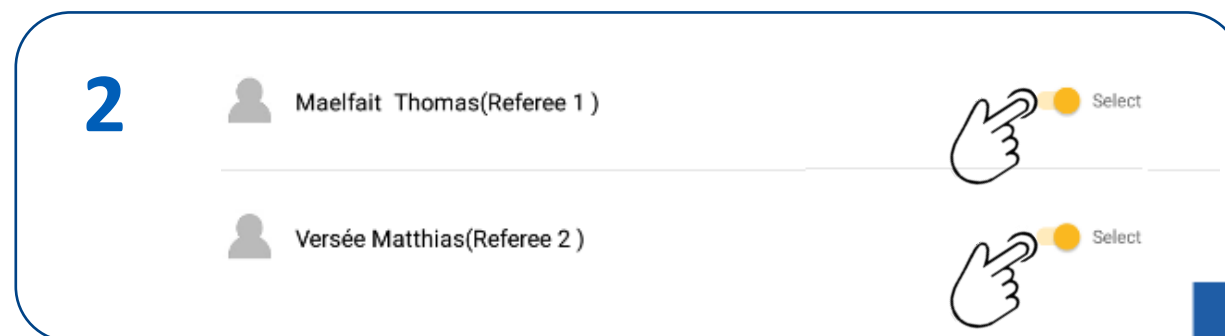 2
Maelfait Thomas(Referee 1 )
Select
Versée Matthias(Referee 2 )
Select